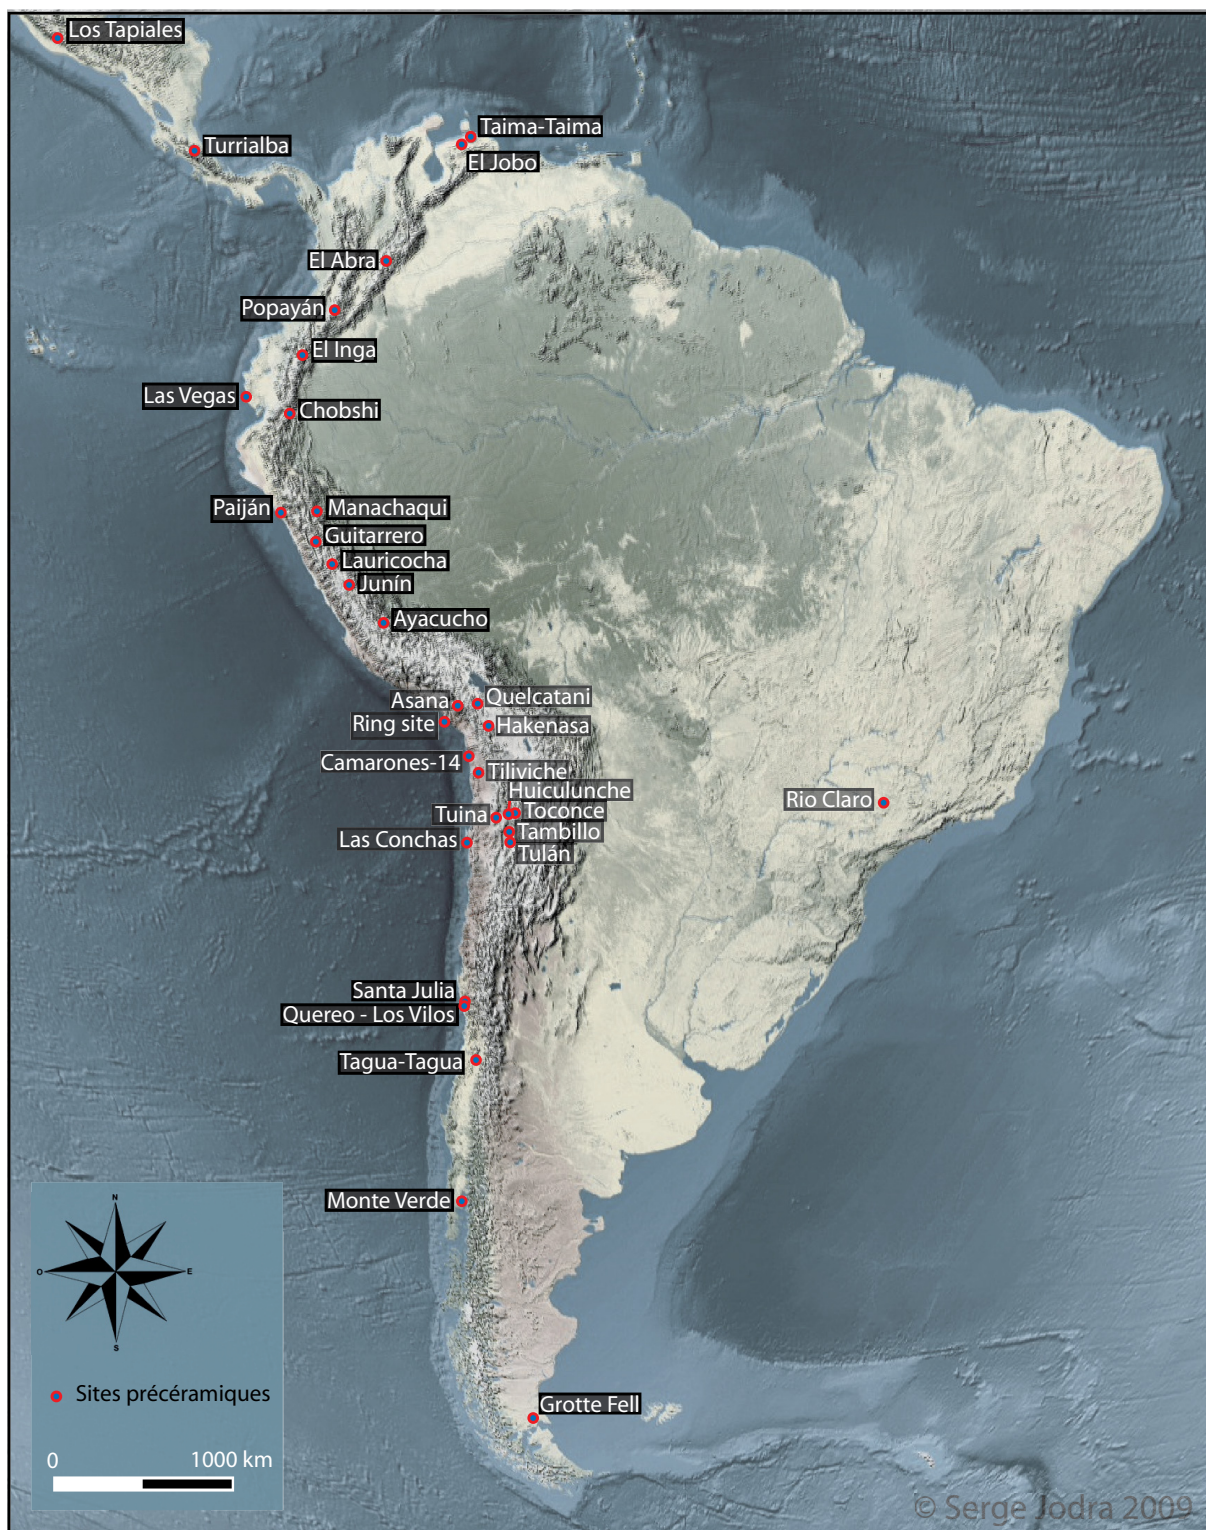 Los Tapiales
Taima-Taima
Turrialba
El Jobo
El Abra
Popayán
El Inga
Las Vegas
Chobshi
Paiján
Manachaqui
Guitarrero
Lauricocha
Junín
Ayacucho
Asana
Quelcatani
Ring site
Hakenasa
Camarones-14
Tiliviche
Huiculunche
Rio Claro
Tuina
Toconce
Tambillo
Las Conchas
Tulán
Santa Julia
Quereo - Los Vilos
Tagua-Tagua
Monte Verde
N
O
E
S
Sites précéramiques
Grotte Fell
0 1000 km
© Serge Jodra 2009